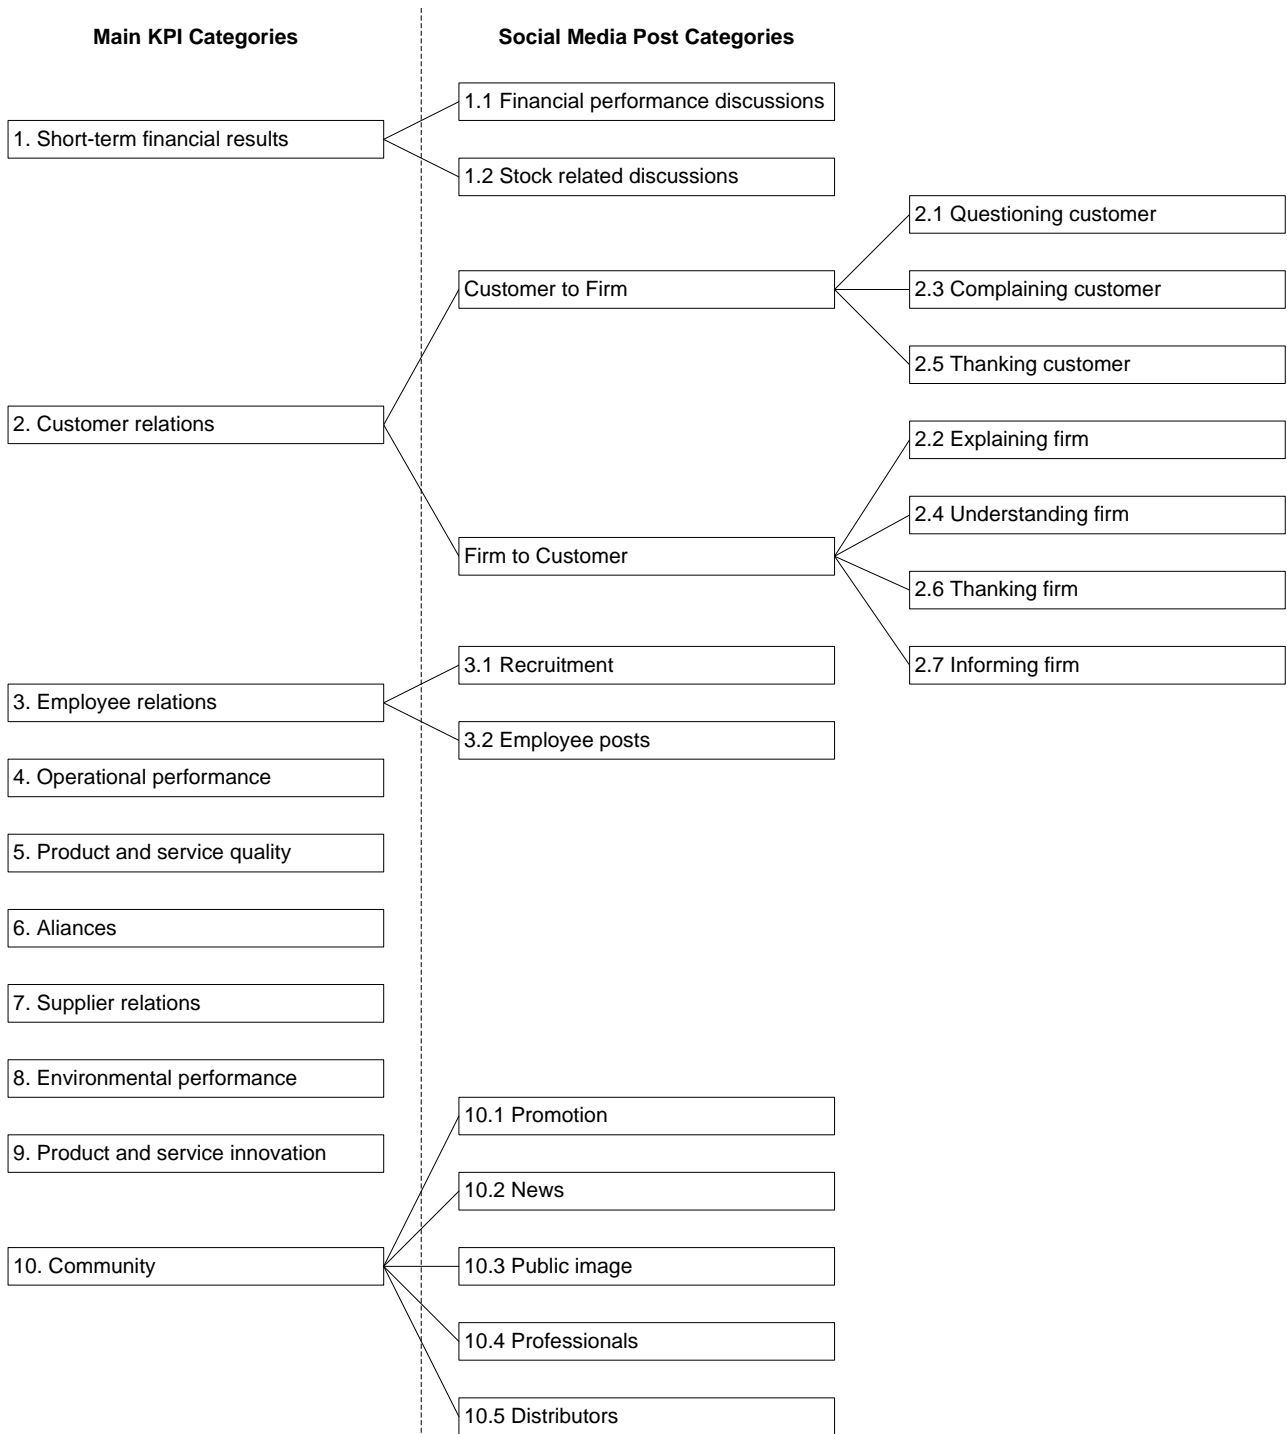 Main KPI Categories
Social Media Post Categories
1.1 Financial performance discussions
1. Short-term financial results
1.2 Stock related discussions
2.1 Questioning customer
Customer to Firm
2.3 Complaining customer
2.5 Thanking customer
2. Customer relations
2.2 Explaining firm
2.4 Understanding firm
Firm to Customer
2.6 Thanking firm
2.7 Informing firm
3.1 Recruitment
3. Employee relations
3.2 Employee posts
4. Operational performance
5. Product and service quality
6. Aliances
7. Supplier relations
8. Environmental performance
10.1 Promotion
9. Product and service innovation
10.2 News
10. Community
10.3 Public image
10.4 Professionals
10.5 Distributors